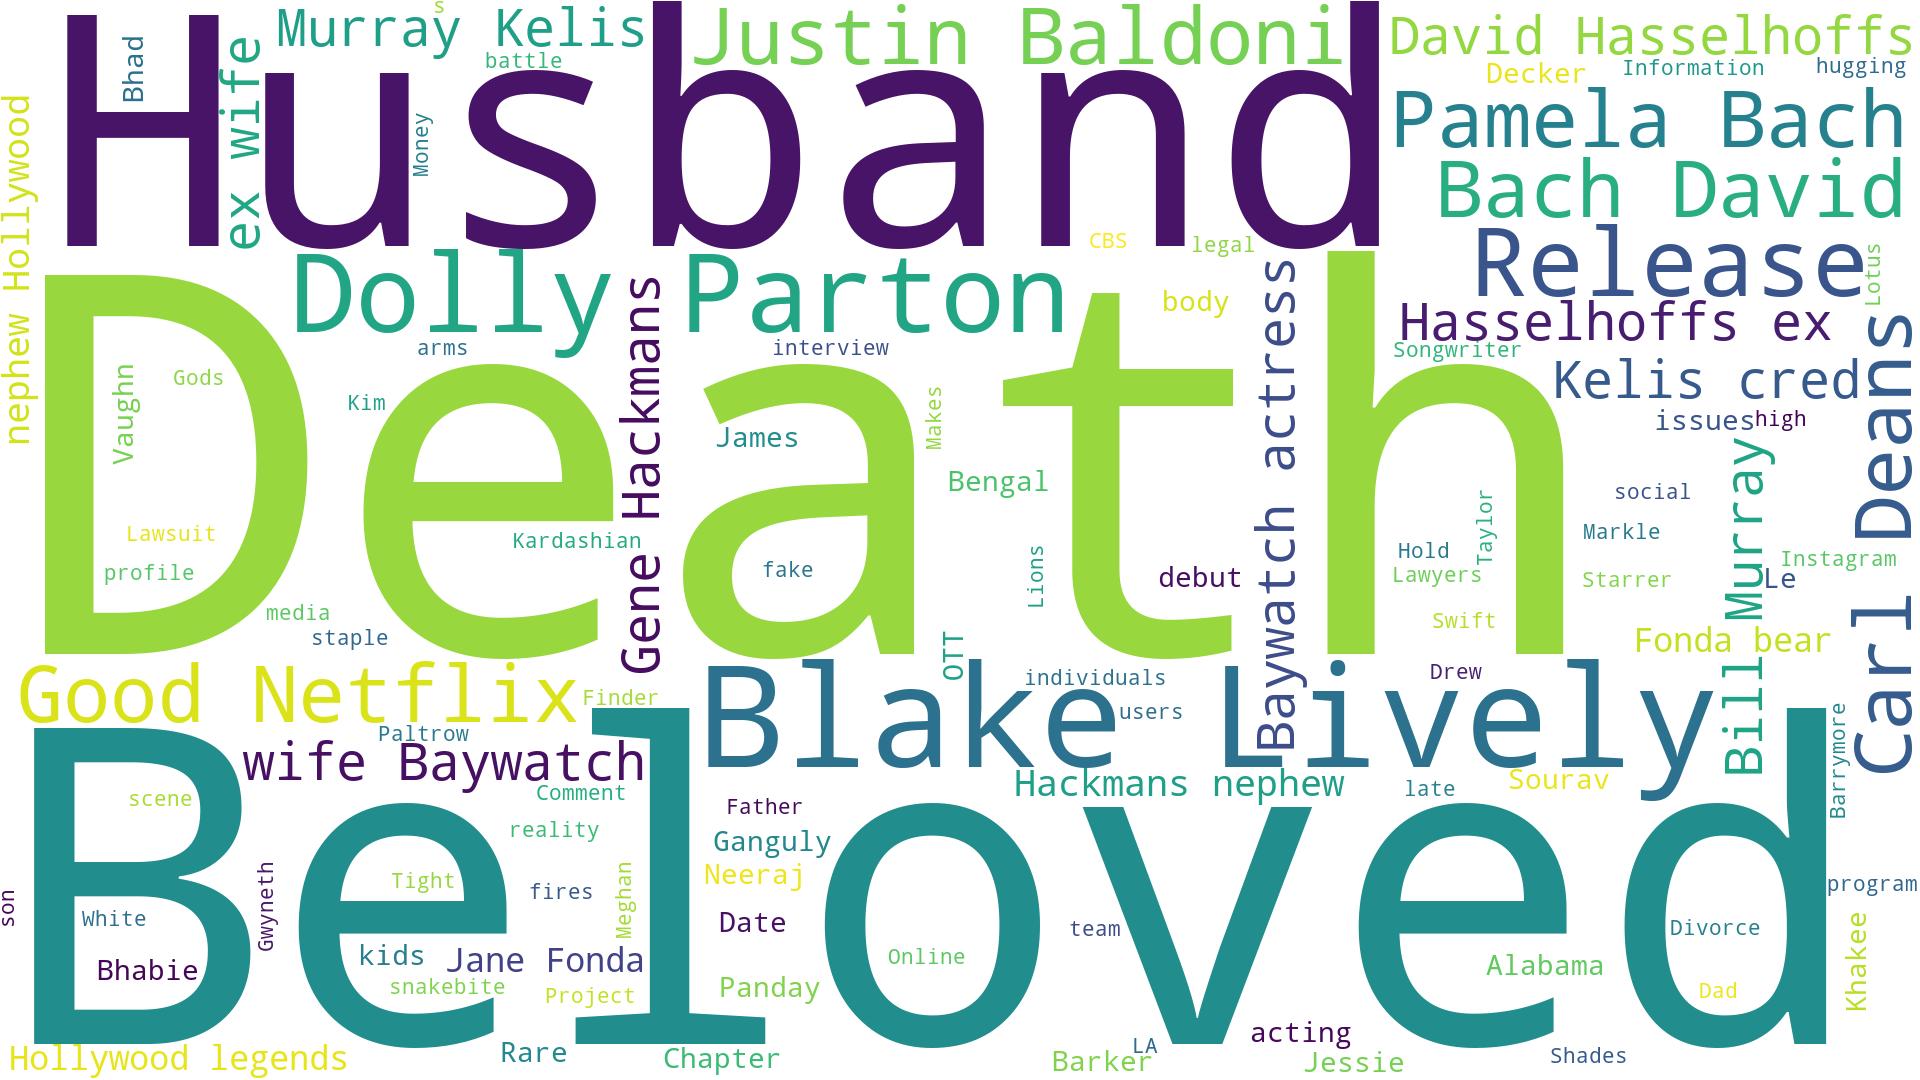 s
Murray Kelis
Justin Baldoni
David Hasselhoffs
battle
Decker
Information
hugging
Bhad
ex wife
Husband
Money
Pamela Bach
Bach David
nephew Hollywood
CBS
legal
Release
Lotus
Dolly Parton
body
Hasselhoffs ex
arms
interview
Songwriter
Vaughn
Gods
Kim
Gene Hackmans
Death
Makes
Baywatch actress
Kelis cred
James
issues
high
Carl Deans
Bengal
social
Taylor
Lawsuit
Kardashian
Markle
Hold
fake
Lions
profile
debut
Lawyers
Starrer
Le
Instagram
Bill Murray
media
staple
Swift
OTT
Fonda bear
Good Netflix
Finder
Blake Lively
individuals
Drew
users
Paltrow
wife Baywatch
Barrymore
Comment
Hackmans nephew
late
Sourav
scene
Father
reality
Ganguly
Beloved
Tight
fires
Meghan
Neeraj
program
son
White
Gwyneth
Date
team
Divorce
Khakee
Bhabie
kids
Jane Fonda
Online
Alabama
snakebite
Project
Panday
Dad
Hollywood legends
Rare
Chapter
Barker
LA
acting
Jessie
Shades